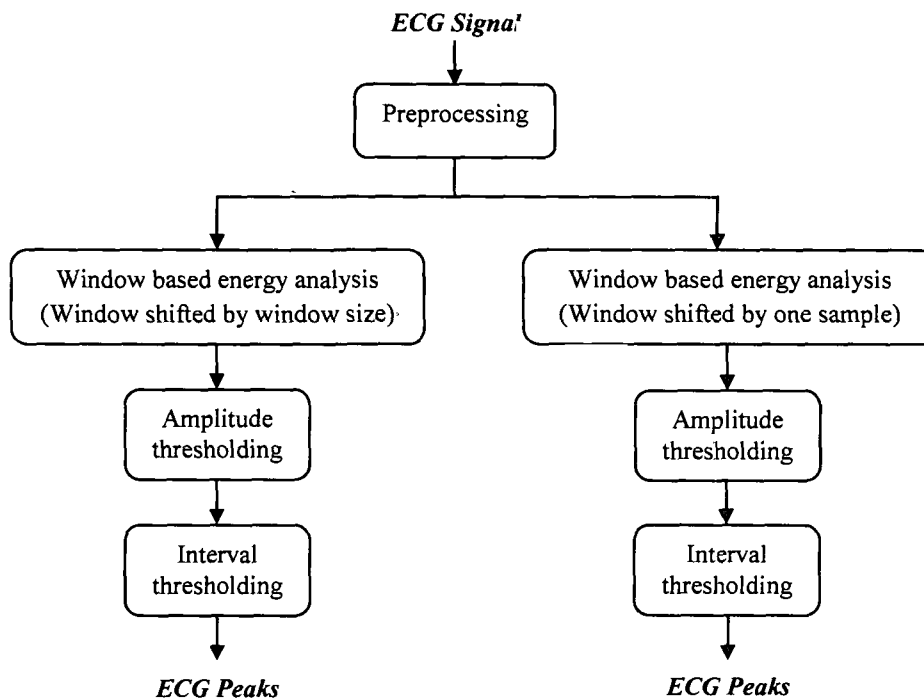 ECG Signal
Preprocessing
Window based energy analysis
(Window shifted by window size)
Window based energy analysis
(Window shifted by one sample)
Amplitude
thresholding
Amplitude
thresholding
Interval
thresholding
Interval
thresholding
ECG Peaks
ECG Peaks